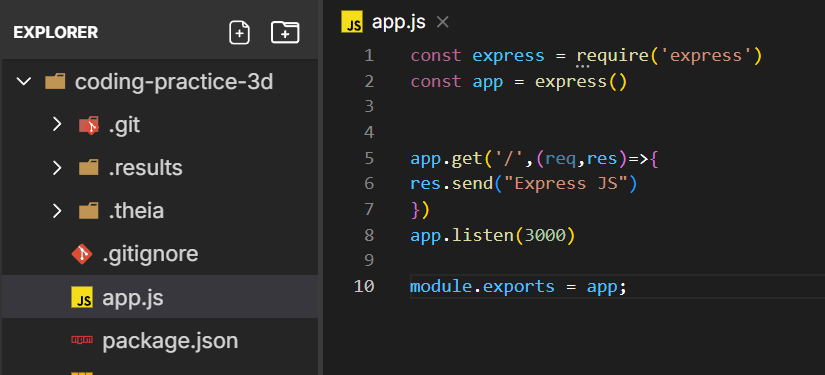 EXPLORER
coding-practice-3d
.git
.results
.theia
.gitignore
JS app.js
package.json
JS app.js ×
1 const express = require('express')
2 const app = express()
3
4
5 app.get('/',(req,res)=>{
6 res.send("Express JS")
7 })
8 app.listen(3000)
9
10 module.exports = app;